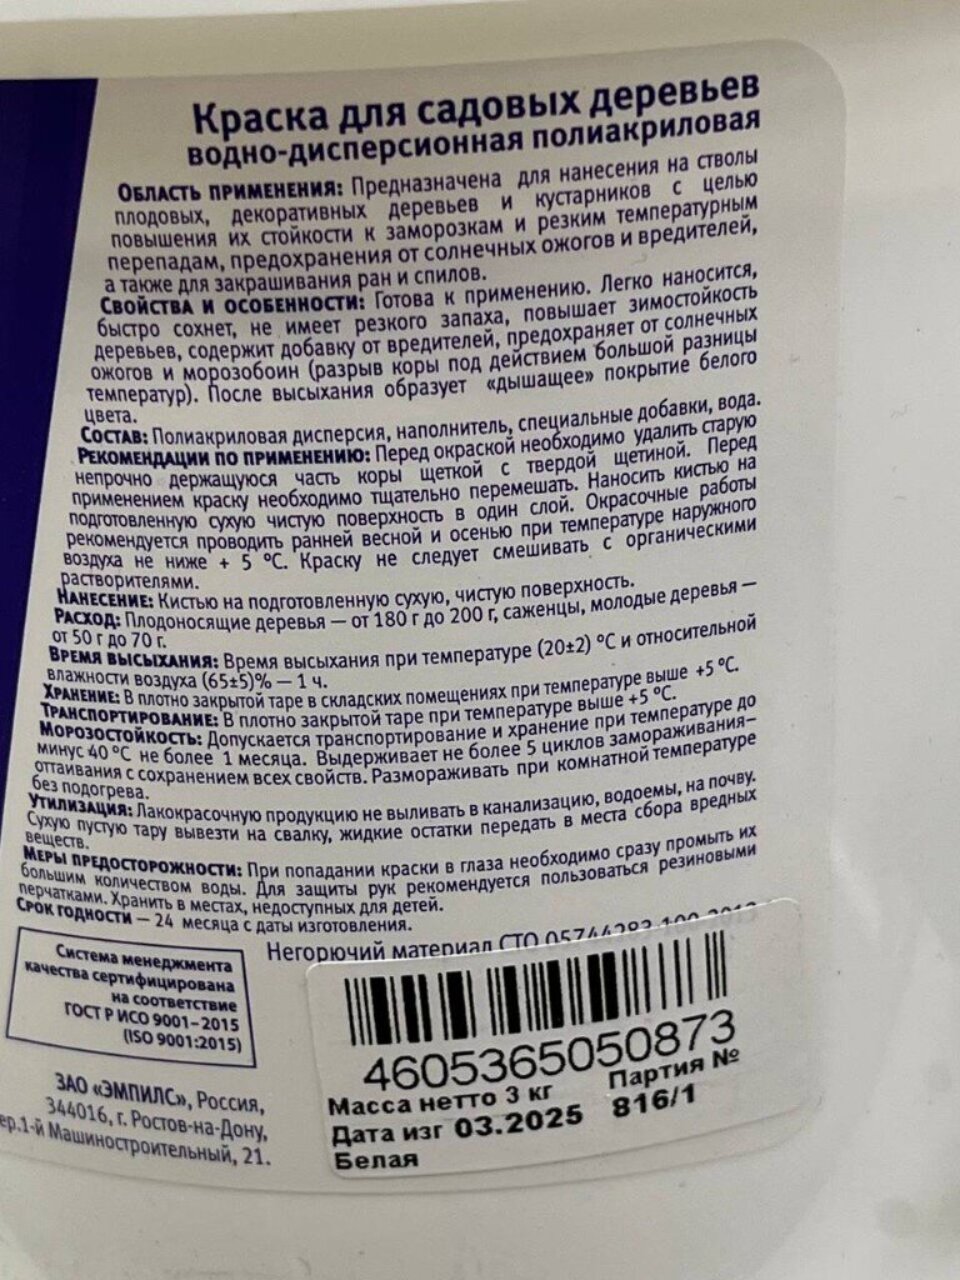 Краска для садовых деревьев
водно-дисперсионная полиакриловая
Область применения: Предназначена для нанесения на стволы
плодовых, декоративных деревьев и кустарников с целью
повышения их стойкости к заморозкам и резким температурным
перепадам, предохранения от солнечных ожогов и вредителей,
а также для закрашивания ран и спилов.
Свойства и особенности: Готова к применению. Легко наносится,
быстро сохнет, не имеет резкого запаха, повышает зимостойкость
деревьев, содержит добавку от вредителей, предохраняет от солнечных
ожогов и морозобоин (разрыв коры под действием большой разницы
температур). После высыхания образует «дышащее» покрытие белого
цвета.
Состав: Полиакриловая дисперсия, наполнитель, специальные добавки, вода.
Рекомендации по применению: Перед окраской необходимо удалить старую
непрочно держащуюся часть коры щеткой с твердой щетиной. Перед
применением краску необходимо тщательно перемешать. Наносить кистью на
подготовленную сухую чистую поверхность в один слой. Окрасочные работы
рекомендуется проводить ранней весной и осенью при температуре наружного
воздуха не ниже + 5 °С. Краску не следует смешивать с органическими
растворителями.
Нанесение: Кистью на подготовленную сухую, чистую поверхность.
Расход: Плодоносящие деревья — от 180 г до 200 г, саженцы, молодые деревья —
от 50 г до 70 г.
Время высыхания: Время высыхания при температуре (20±2) °С и относительной
влажности воздуха (65±5)% — 1 ч.
Хранение: В плотно закрытой таре в складских помещениях при температуре выше +5 °С.
Транспортирование: В плотно закрытой таре при температуре выше +5 °С.
Морозостойкость: Допускается транспортирование и хранение при температуре до
минус 40 °С не более 1 месяца. Выдерживает не более 5 циклов замораживания–
оттаивания с сохранением всех свойств. Размораживать при комнатной температуре
без подогрева.
Утилизация: Лакокрасочную продукцию не выливать в канализацию, водоемы, на почву.
Сухую пустую тару вывезти на свалку, жидкие остатки передать в места сбора вредных
веществ.
Меры предосторожности: При попадании краски в глаза необходимо сразу промыть их
большим количеством воды. Для защиты рук рекомендуется пользоваться резиновыми
перчатками. Хранить в местах, недоступных для детей.
Срок годности — 24 месяца с даты изготовления.
Негорючий материал СТО 05744283-100-2013
Система менеджмента
качества сертифицирована
на соответствие
ГОСТ Р ИСО 9001–2015
(ISO 9001:2015)
ЗАО «ЭМПИЛС», Россия,
344016, г. Ростов-на-Дону,
ер.1-й Машиностроительный, 21.
4605365050873
Масса нетто 3 кг Партия №
Дата изг 03.2025 816/1
Белая